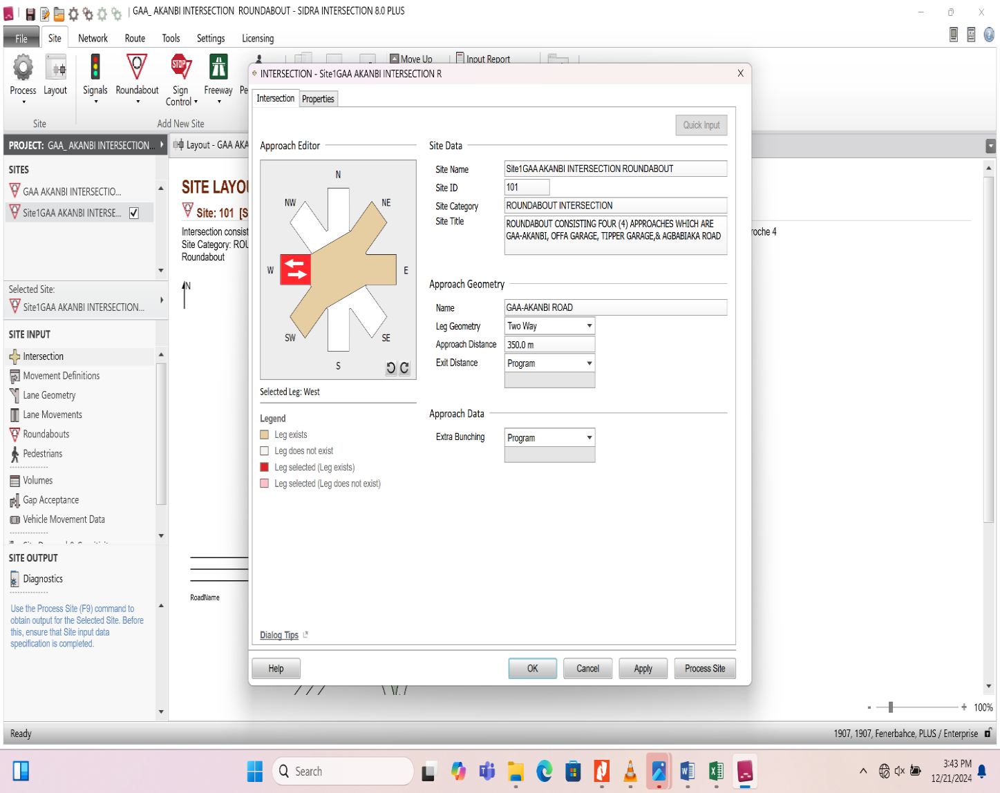 GAA_ AKANBI INTERSECTION  ROUNDABOUT - SIDRA INTERSECTION 8.0 PLUS
File Site Network Route Tools Settings Licensing
Process Layout Signals Roundabout Sign Control Freeway Pe
Move Up Input Report
Site Add New Site
PROJECT: GAA_ AKANBI INTERSECTION...
Layout - GAA AKA
SITES
GAA AKANBI INTERSECTIO...
Site1GAA AKANBI INTERSE...
Selected Site:
Site1GAA AKANBI INTERSECTION...
SITE INPUT
Intersection
Movement Definitions
Lane Geometry
Lane Movements
Roundabouts
Pedestrians
Volumes
Gap Acceptance
Vehicle Movement Data
SITE OUTPUT
Diagnostics
Use the Process Site (F9) command to
obtain output for the Selected Site. Before
this, ensure that Site input data
specification is completed.
SITE LAYOU
Site: 101 [S
Intersection consist
roche 4
Site Category: ROU
Roundabout
N
RoadName
INTERSECTION - Site1GAA AKANBI INTERSECTION R
X
Intersection Properties
Quick Input
Approach Editor
N
NW NE
W E
SW SE
S
Selected Leg: West
Legend
Leg exists
Leg does not exist
Leg selected (Leg exists)
Leg selected (Leg does not exist)
Site Data
Site Name Site1GAA AKANBI INTERSECTION ROUNDABOUT
Site ID 101
Site Category ROUNDABOUT INTERSECTION
Site Title ROUNDABOUT CONSISTING FOUR (4) APPROACHES WHICH ARE
GAA-AKANBI, OFFA GARAGE, TIPPER GARAGE,& AGBABIAKA ROAD
Approach Geometry
Name GAA-AKANBI ROAD
Leg Geometry Two Way
Approach Distance 350.0 m
Exit Distance Program
Approach Data
Extra Bunching Program
Dialog Tips
Help OK Cancel Apply Process Site
- + 100%
Ready
1907, 1907, Fenerbahce, PLUS / Enterprise
Search
3:43 PM
12/21/2024